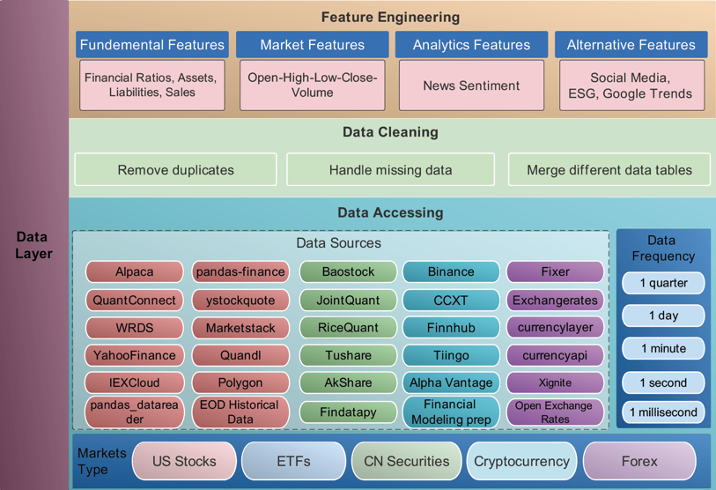 Feature Engineering
Fundemental Features
Market Features
Analytics Features
Alternative Features
Financial Ratios, Assets,
Liabilities, Sales
Open-High-Low-Close-
Volume
News Sentiment
Social Media,
ESG, Google Trends
Data Cleaning
Remove duplicates
Handle missing data
Merge different data tables
Data
Layer
Data Accessing
Data Sources
Alpaca
pandas-finance
Baostock
Binance
Fixer
QuantConnect
ystockquote
JointQuant
CCXT
Exchangerates
WRDS
Marketstack
RiceQuant
Finnhub
currencylayer
YahooFinance
Quandl
Tushare
Tiingo
currencyapi
IEXCloud
Polygon
AkShare
Alpha Vantage
Xignite
pandas_datarea
der
EOD Historical
Data
Findatapy
Financial
Modeling prep
Open Exchange
Rates
Data
Frequency
1 quarter
1 day
1 minute
1 second
1 millisecond
Markets
Type
US Stocks
ETFs
CN Securities
Cryptocurrency
Forex